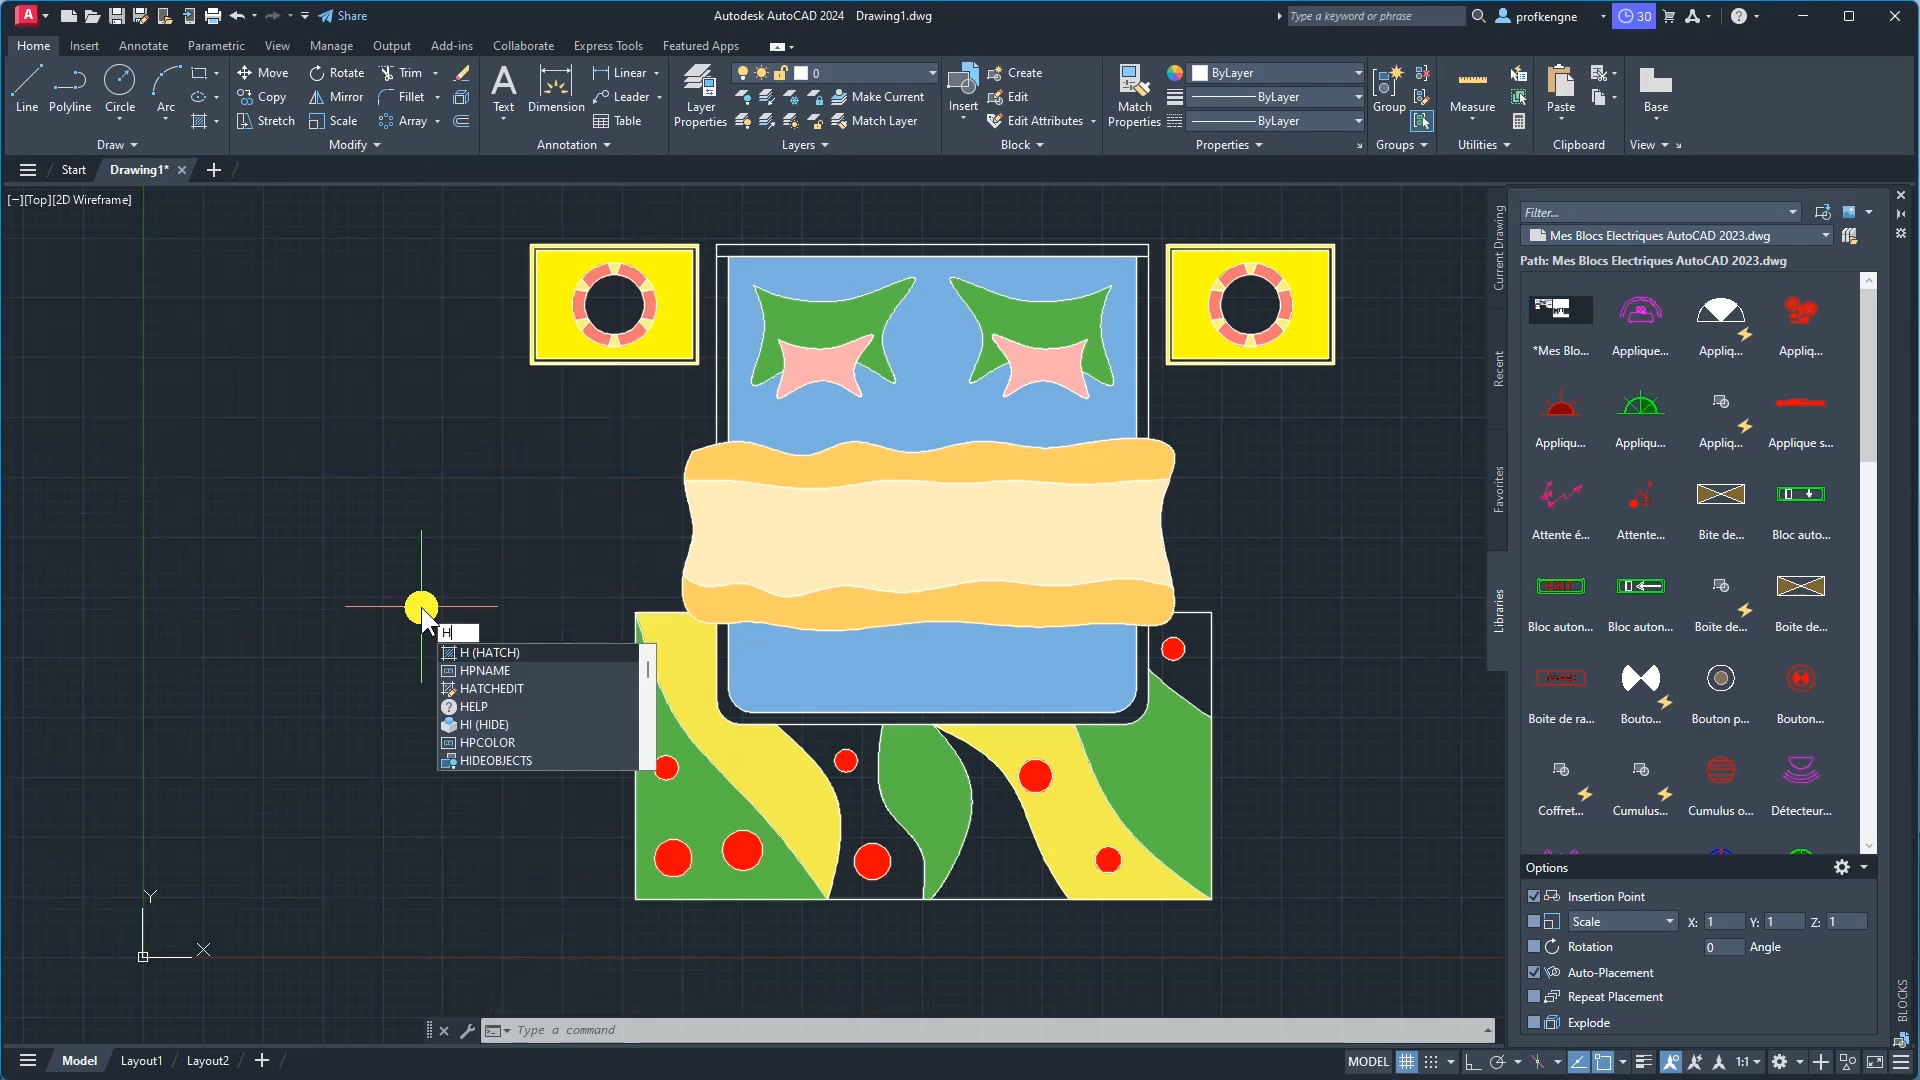 A Share Autodesk AutoCAD 2024 Drawing1.dwg Type a keyword or phrase profkengne 30
Home Insert Annotate Parametric View Manage Output Add-ins Collaborate Express Tools Featured Apps
Line Polyline Circle Arc
Move Rotate Trim
Copy Mirror Fillet
Stretch Scale Array
Text Dimension
Linear
Leader
Table
Layer Properties
0
Make Current
Match Layer
Insert
Create
Edit
Edit Attributes
Match Properties
ByLayer
ByLayer
ByLayer
Group Measure Paste Base
Draw Modify Annotation Layers Block Properties Groups Utilities Clipboard View
Start Drawing1*
[−][Top][2D Wireframe]
Y
X
H
H (HATCH)
HPNAME
HATCHEDIT
HELP
HI (HIDE)
HPCOLOR
HIDEOBJECTS
Type a command
Current Drawing
Recent
Favorites
Libraries
Filter...
Mes Blocs Electriques AutoCAD 2023.dwg
Path: Mes Blocs Electriques AutoCAD 2023.dwg
*Mes Blo... Applique... Appliq... Appliq...
Appliqu... Appliqu... Appliq... Applique s...
Attente é... Attente... Bite de... Bloc auto...
Bloc auton... Bloc auton... Boite de... Boite de...
Boite de ra... Bouto... Bouton p... Bouton...
Coffret... Cumulus... Cumulus o... Détecteur...
Options
Insertion Point
Scale X: 1 Y: 1 Z: 1
Rotation 0 Angle
Auto-Placement
Repeat Placement
Explode
BLOCKS
Model Layout1 Layout2
MODEL 1:1